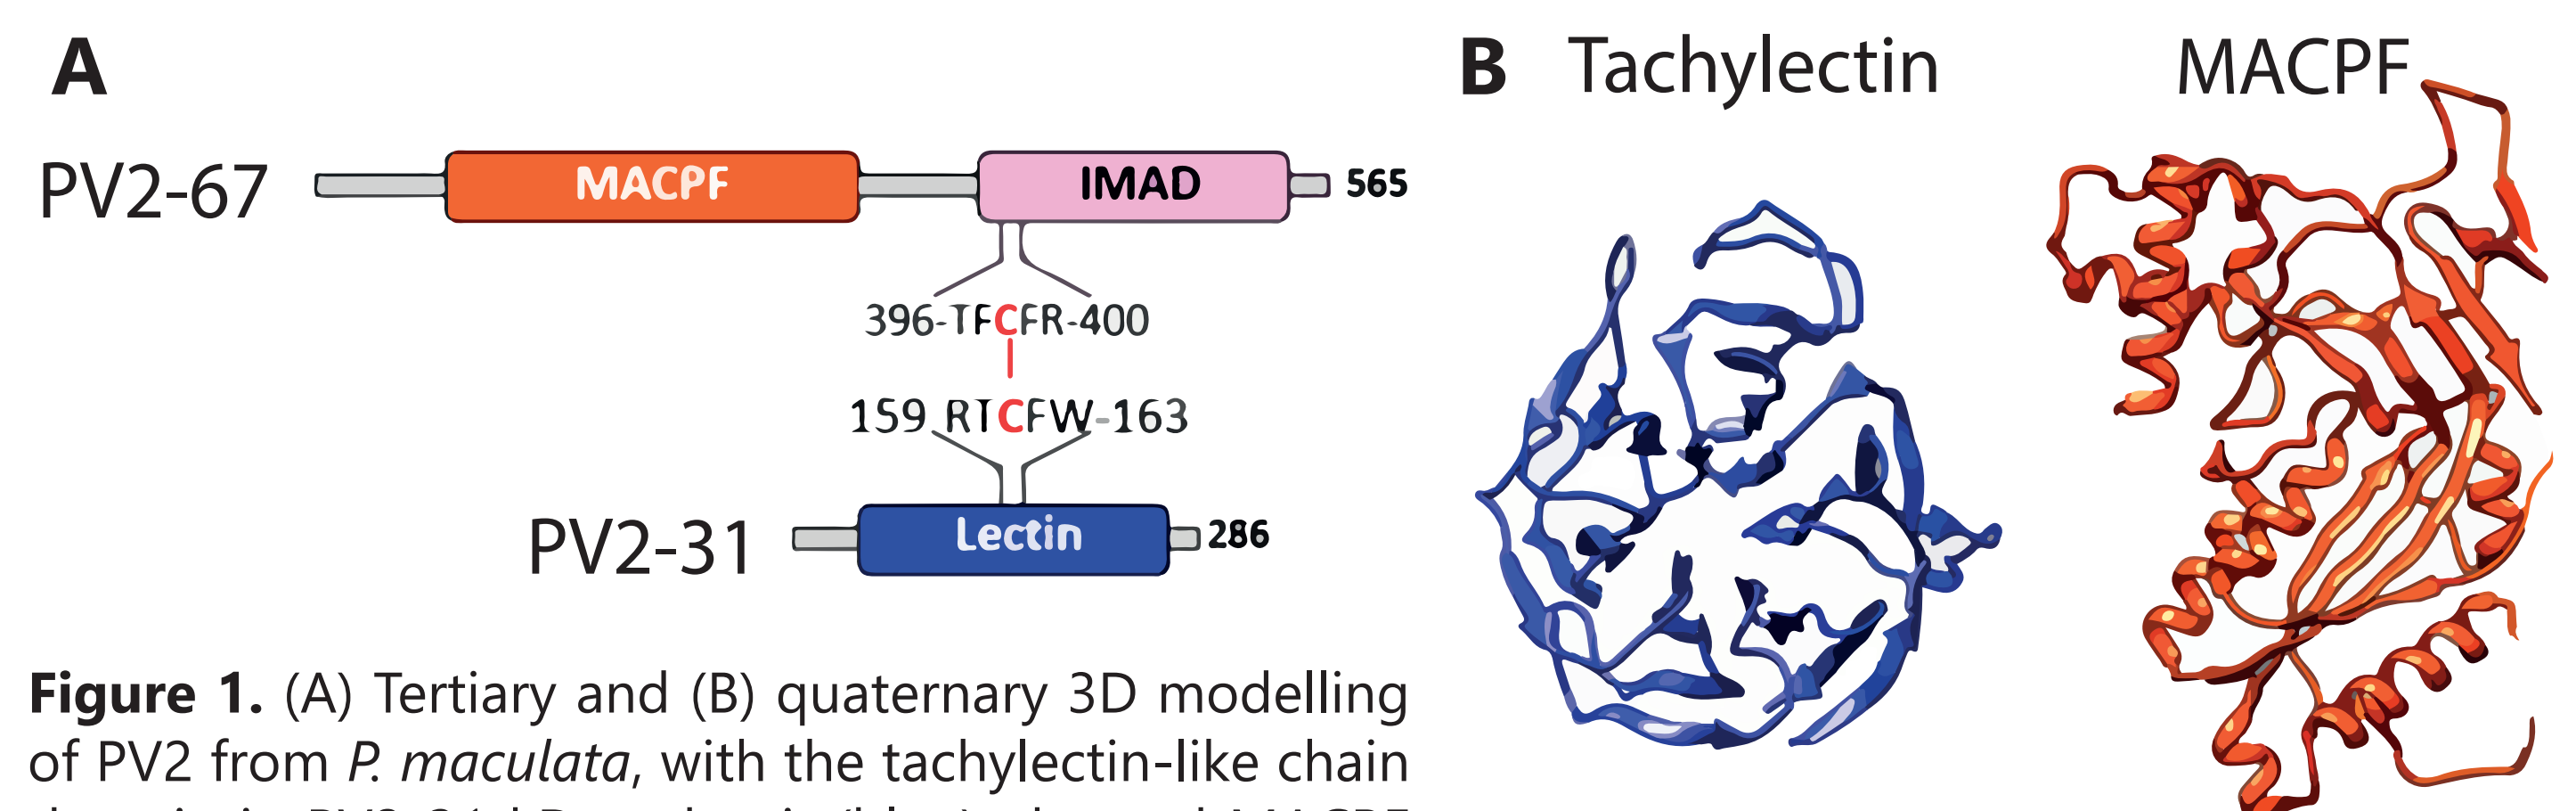 A
B Tachylectin
MACPF
PV2-67
MACPF
IMAD
565
396-TFCFR-400
159 RTCFW-163
PV2-31
Lectin
286
Figure 1. (A) Tertiary and (B) quaternary 3D modelling
of PV2 from P. maculata, with the tachylectin-like chain